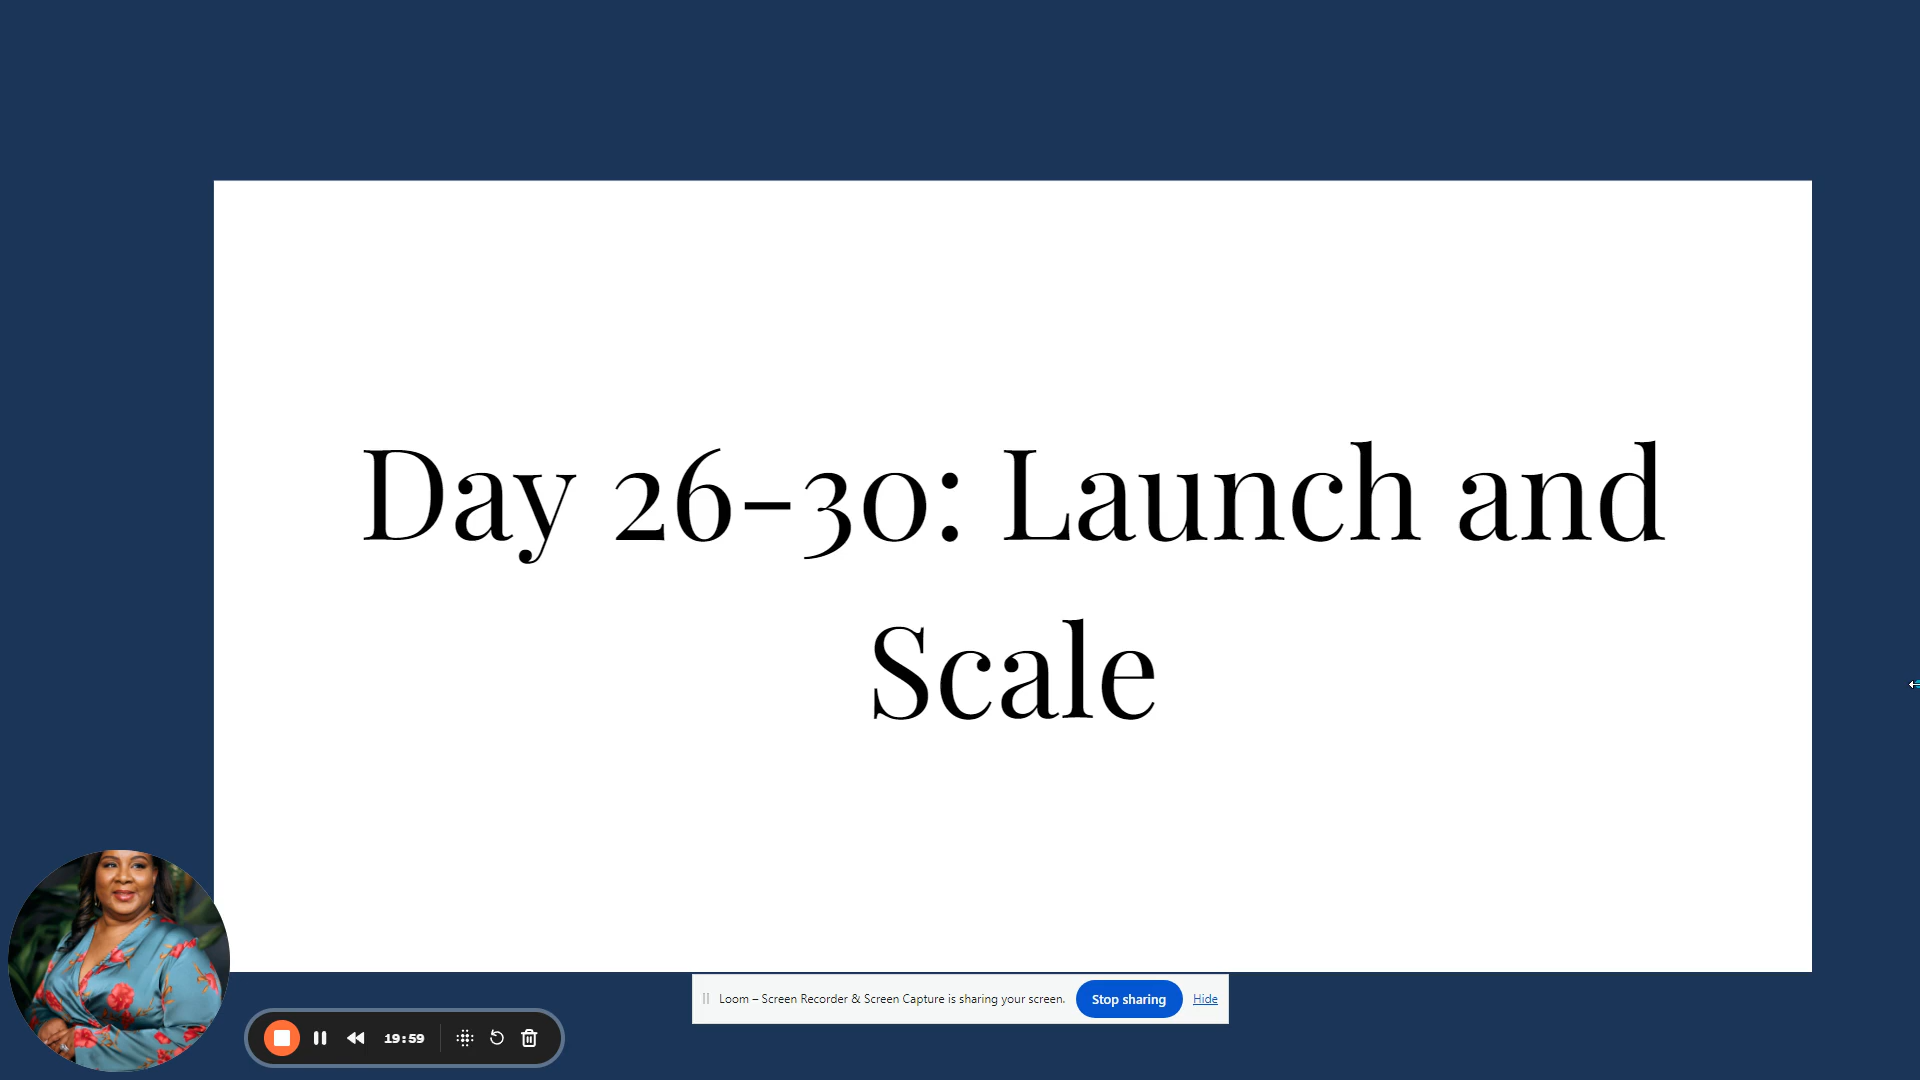 Day 26-30: Launch and
Scale
Loom – Screen Recorder & Screen Capture is sharing your screen.
Stop sharing
Hide
19:59